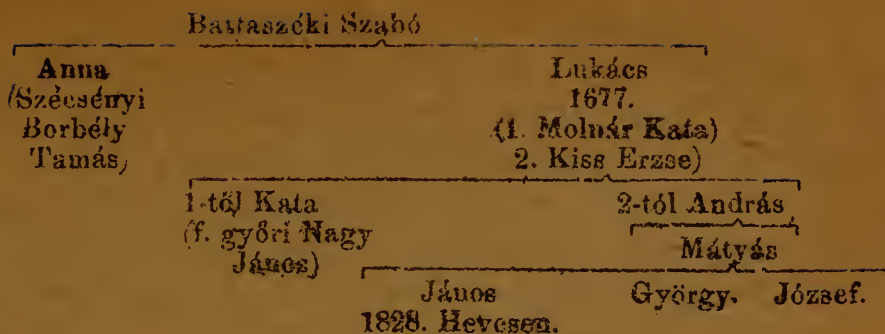 Battaszéki Szabó
Anna
(Szécsényi
Borbély
Tamás)
Lukács
1677.
(1. Molnár Kata)
2. Kiss Erzse)
1-től Kata
(f. győri Nagy
János)
2-tól András
Mátyás
János
1828. Hevesen.
György. József.